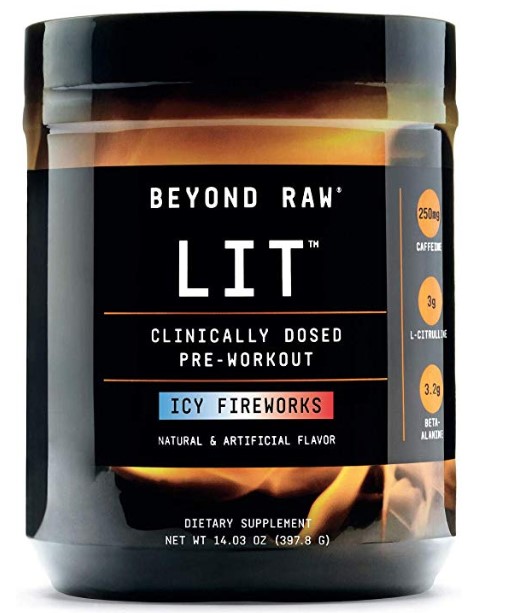 BEYOND RAW®
LIT™
CLINICALLY DOSED
PRE-WORKOUT
ICY FIREWORKS
NATURAL & ARTIFICIAL FLAVOR
DIETARY SUPPLEMENT
NET WT 14.03 OZ (397.8 G)
250mg
CAFFEINE
3g
L-CITRULLINE
3.2g
BETA-
ALANINE